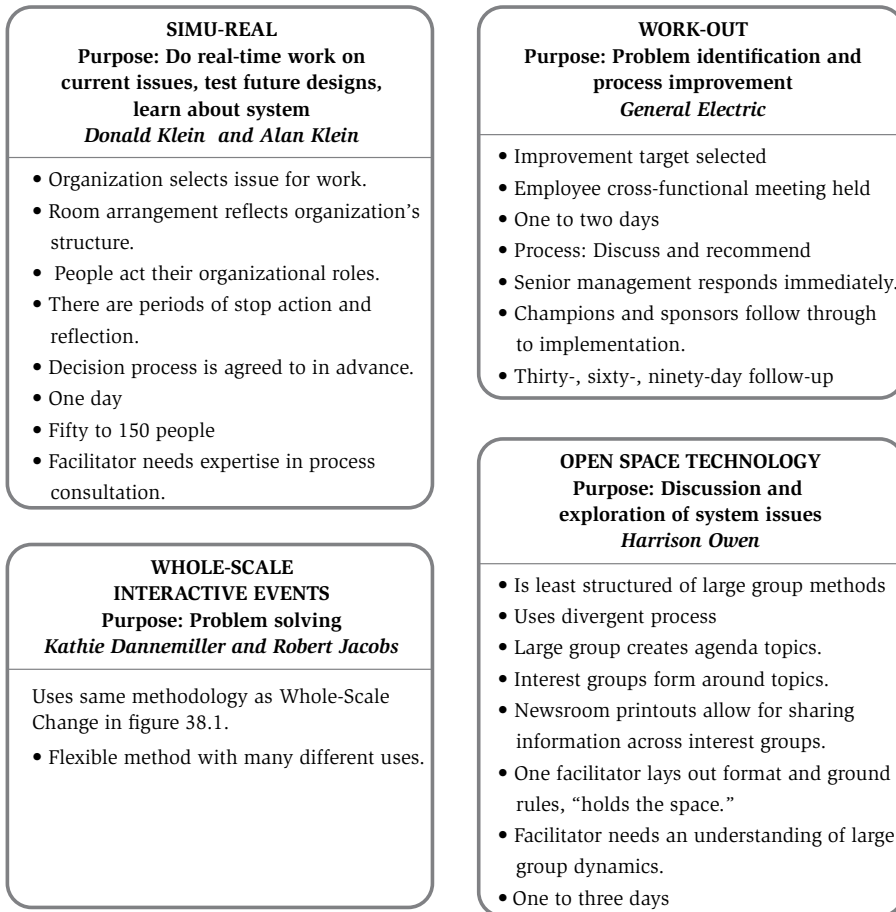 SIMU-REAL
Purpose: Do real-time work on
current issues, test future designs,
learn about system
Donald Klein and Alan Klein
• Organization selects issue for work.
• Room arrangement reflects organization’s
structure.
• People act their organizational roles.
• There are periods of stop action and
reflection.
• Decision process is agreed to in advance.
• One day
• Fifty to 150 people
• Facilitator needs expertise in process
consultation.
WHOLE-SCALE
INTERACTIVE EVENTS
Purpose: Problem solving
Kathie Dannemiller and Robert Jacobs
Uses same methodology as Whole-Scale
Change in figure 38.1.
• Flexible method with many different uses.
WORK-OUT
Purpose: Problem identification and
process improvement
General Electric
• Improvement target selected
• Employee cross-functional meeting held
• One to two days
• Process: Discuss and recommend
• Senior management responds immediately.
• Champions and sponsors follow through
to implementation.
• Thirty-, sixty-, ninety-day follow-up
OPEN SPACE TECHNOLOGY
Purpose: Discussion and
exploration of system issues
Harrison Owen
• Is least structured of large group methods
• Uses divergent process
• Large group creates agenda topics.
• Interest groups form around topics.
• Newsroom printouts allow for sharing
information across interest groups.
• One facilitator lays out format and ground
rules, “holds the space.”
• Facilitator needs an understanding of large
group dynamics.
• One to three days